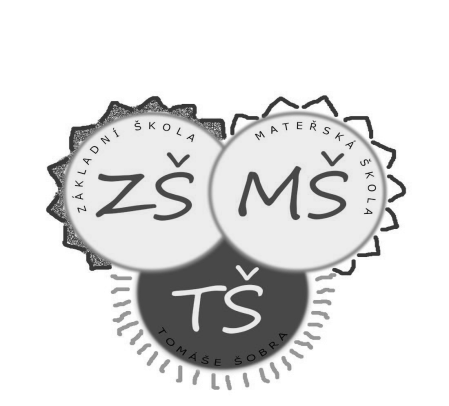 ZÁKLADNÍ ŠKOLA
ZŠ
MATEŘSKÁ ŠKOLA
MŠ
TŠ
TOMÁŠE ŠOBRA